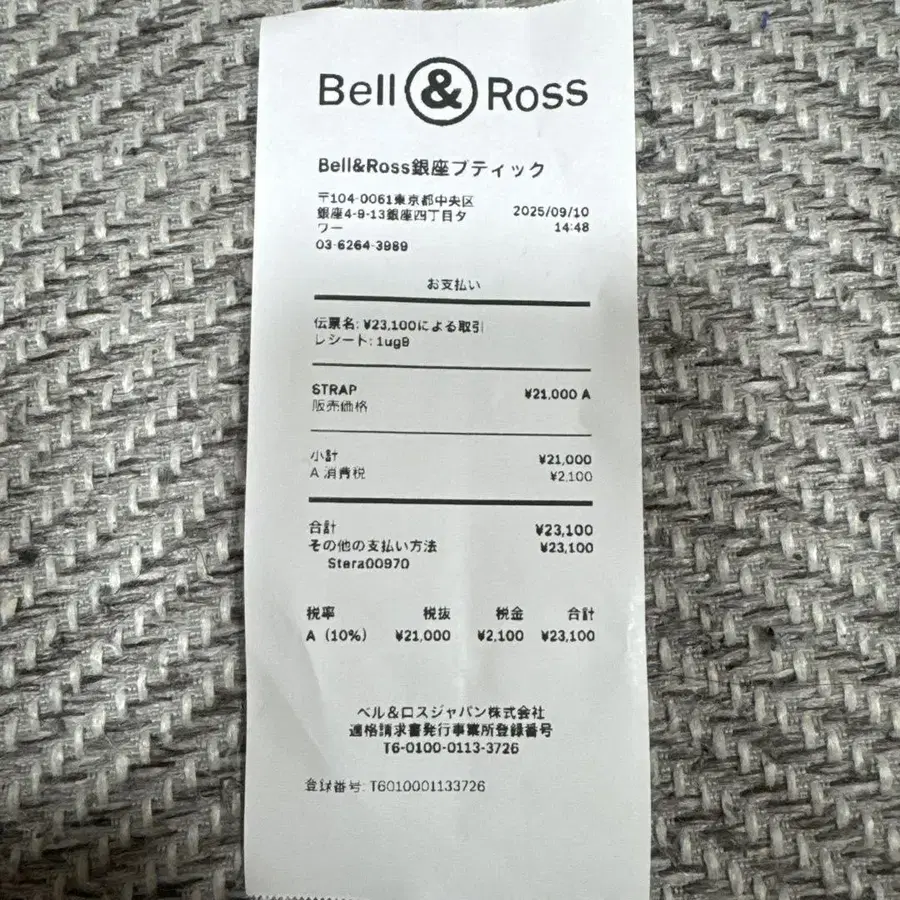 Bell & Ross
Bell&Ross銀座ブティック
〒104-0061東京都中央区
銀座4-9-13銀座四丁目タ
ワー
03-6264-3989
2025/09/10
14:48
お支払い
伝票名: ¥23,100による取引
レシート: 1ug9
STRAP ¥21,000 A
販売価格
小計 ¥21,000
A 消費税 ¥2,100
合計 ¥23,100
その他の支払い方法 ¥23,100
Stera00970
税率 税抜 税金 合計
A (10%) ¥21,000 ¥2,100 ¥23,100
ベル&ロスジャパン株式会社
適格請求書発行事業所登録番号
T6-0100-0113-3726
登録番号: T6010001133726